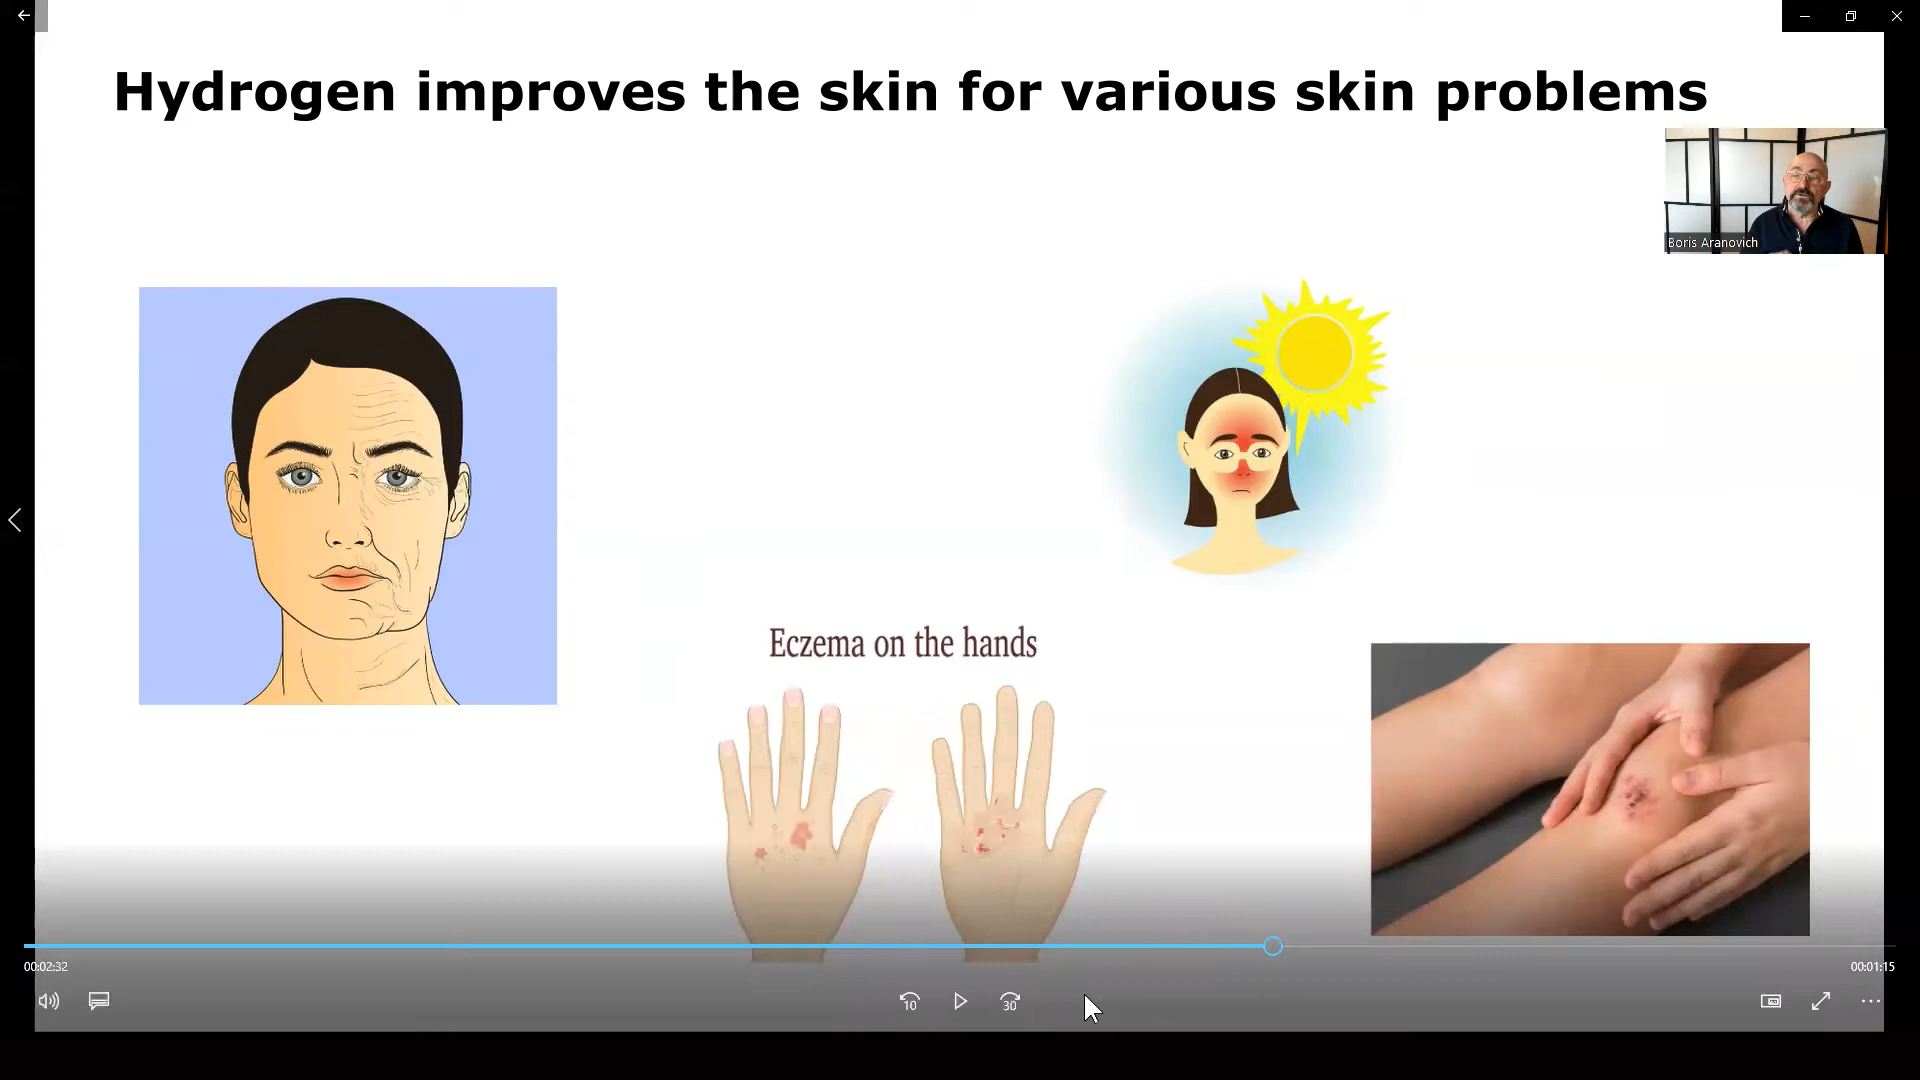 Hydrogen improves the skin for various skin problems
Boris Aranovich
Eczema on the hands
00:02:32
00:01:15
10
30